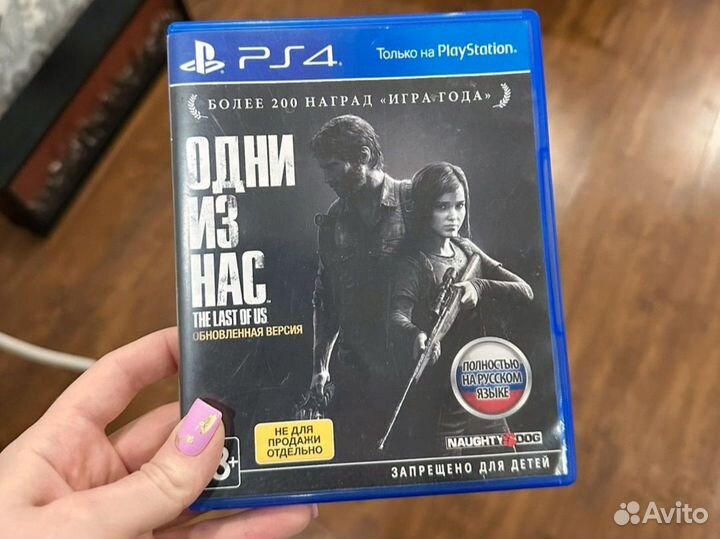 PS4
Только на PlayStation.
БОЛЕЕ 200 НАГРАД «ИГРА ГОДА»
ОДНИ
ИЗ
НАС
THE LAST OF US
ОБНОВЛЕННАЯ ВЕРСИЯ
ПОЛНОСТЬЮ
НА РУССКОМ
ЯЗЫКЕ
НЕ ДЛЯ
ПРОДАЖИ
ОТДЕЛЬНО
NAUGHTY DOG
8+
ЗАПРЕЩЕНО ДЛЯ ДЕТЕЙ
Avito